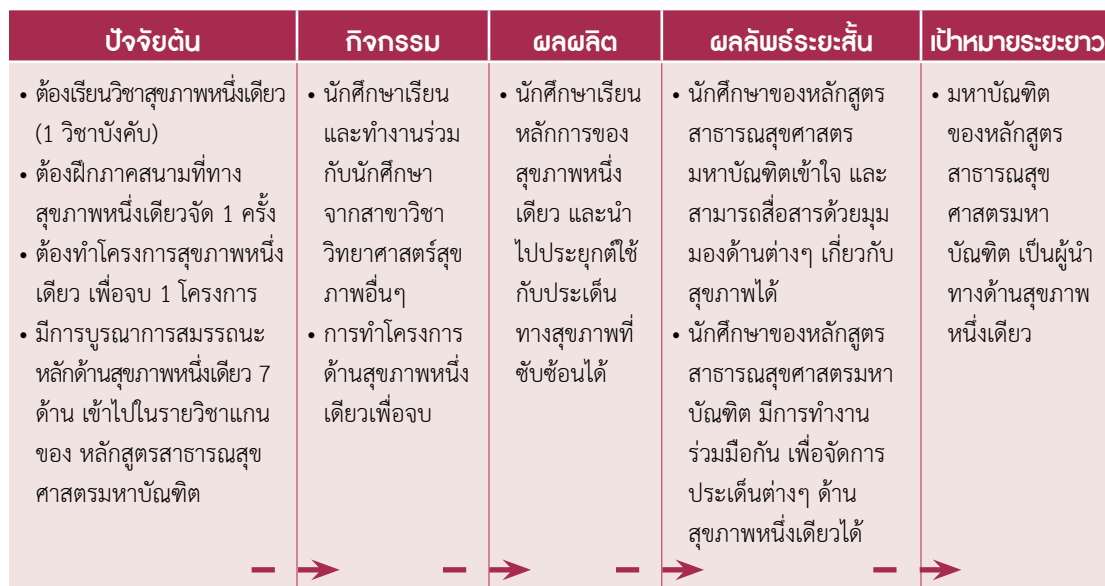 ปัจจัยต้น
กิจกรรม
ผลผลิต
ผลลัพธ์ระยะสั้น
เป้าหมายระยะยาว
• ต้องเรียนวิชาสุขภาพหนึ่งเดียว
(1 วิชาบังคับ)
• ต้องฝึกภาคสนามที่ทาง
สุขภาพหนึ่งเดียวจัด 1 ครั้ง
• ต้องทำโครงการสุขภาพหนึ่ง
เดียว เพื่อจบ 1 โครงการ
• มีการบูรณาการสมรรถนะ
หลักด้านสุขภาพหนึ่งเดียว 7
ด้าน เข้าไปในรายวิชาแกน
ของ หลักสูตรสาธารณสุข
ศาสตรมหาบัณฑิต
• นักศึกษาเรียน
และทำงานร่วม
กับนักศึกษา
จากสาขาวิชา
วิทยาศาสตร์สุข
ภาพอื่นๆ
• การทำโครงการ
ด้านสุขภาพหนึ่ง
เดียวเพื่อจบ
• นักศึกษาเรียน
หลักการของ
สุขภาพหนึ่ง
เดียว และนำ
ไปประยุกต์ใช้
กับประเด็น
ทางสุขภาพที่
ซับซ้อนได้
• นักศึกษาของหลักสูตร
สาธารณสุขศาสตร
มหาบัณฑิตเข้าใจ และ
สามารถสื่อสารด้วยมุม
มองด้านต่างๆ เกี่ยวกับ
สุขภาพได้
• นักศึกษาของหลักสูตร
สาธารณสุขศาสตรมหา
บัณฑิต มีการทำงาน
ร่วมมือกัน เพื่อจัดการ
ประเด็นต่างๆ ด้าน
สุขภาพหนึ่งเดียวได้
• มหาบัณฑิต
ของหลักสูตร
สาธารณสุข
ศาสตรมหา
บัณฑิต เป็นผู้นำ
ทางด้านสุขภาพ
หนึ่งเดียว